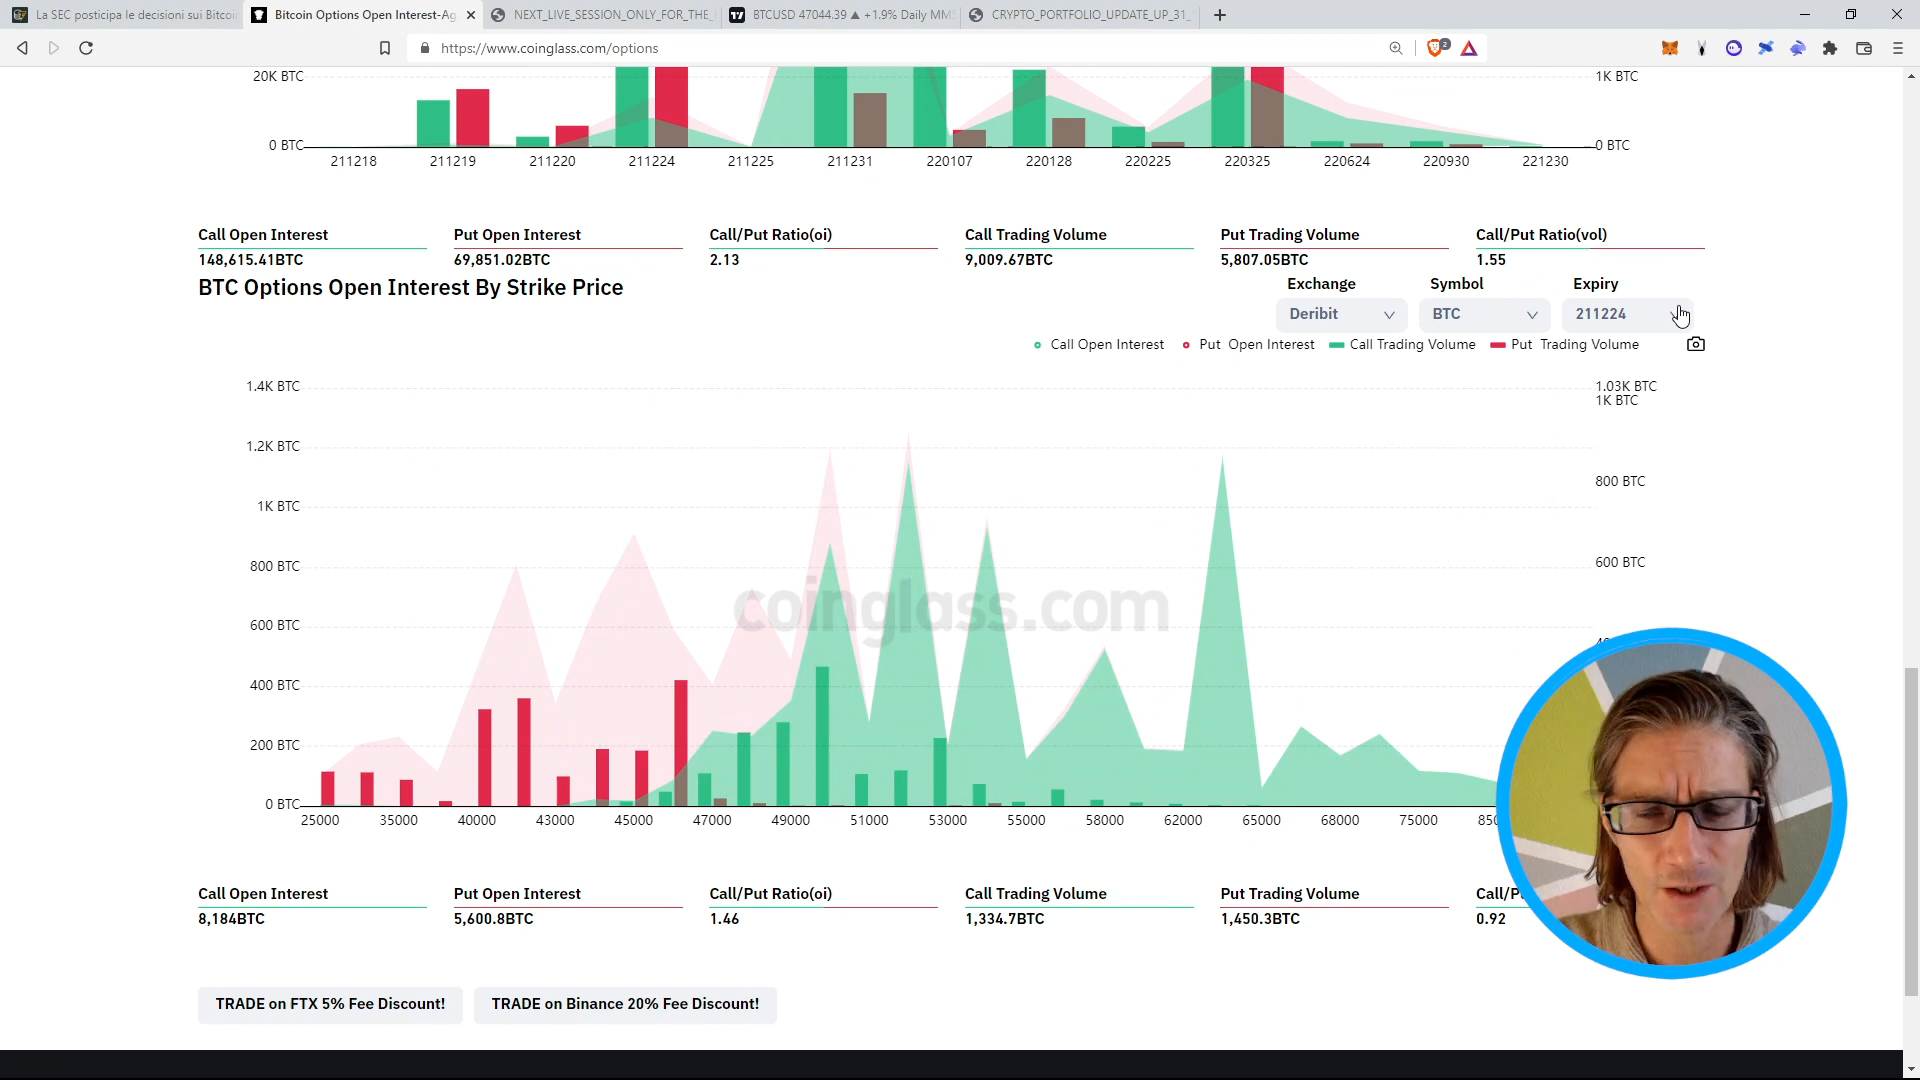 La SEC posticipa le decisioni sui Bitcoin
Bitcoin Options Open Interest-Ag
NEXT_LIVE_SESSION_ONLY_FOR_THE_
BTCUSD 47044.39 ▲ +1.9% Daily MM
CRYPTO_PORTFOLIO_UPDATE_UP_31_
https://www.coinglass.com/options
2
20K BTC
1K BTC
0 BTC
0 BTC
211218 211219 211220 211224 211225 211231 220107 220128 220225 220325 220624 220930 221230
Call Open Interest Put Open Interest Call/Put Ratio(oi) Call Trading Volume Put Trading Volume Call/Put Ratio(vol)
148,615.41BTC 69,851.02BTC 2.13 9,009.67BTC 5,807.05BTC 1.55
BTC Options Open Interest By Strike Price
Exchange Symbol Expiry
Deribit BTC 211224
Call Open Interest Put Open Interest Call Trading Volume Put Trading Volume
1.4K BTC
1.03K BTC
1K BTC
1.2K BTC
800 BTC
1K BTC
800 BTC
600 BTC
coinglass.com
600 BTC
400 BTC
200 BTC
0 BTC
25000 35000 40000 43000 45000 47000 49000 51000 53000 55000 58000 62000 65000 68000 75000
Call Open Interest Put Open Interest Call/Put Ratio(oi) Call Trading Volume Put Trading Volume Call/P
8,184BTC 5,600.8BTC 1.46 1,334.7BTC 1,450.3BTC 0.92
TRADE on FTX 5% Fee Discount! TRADE on Binance 20% Fee Discount!